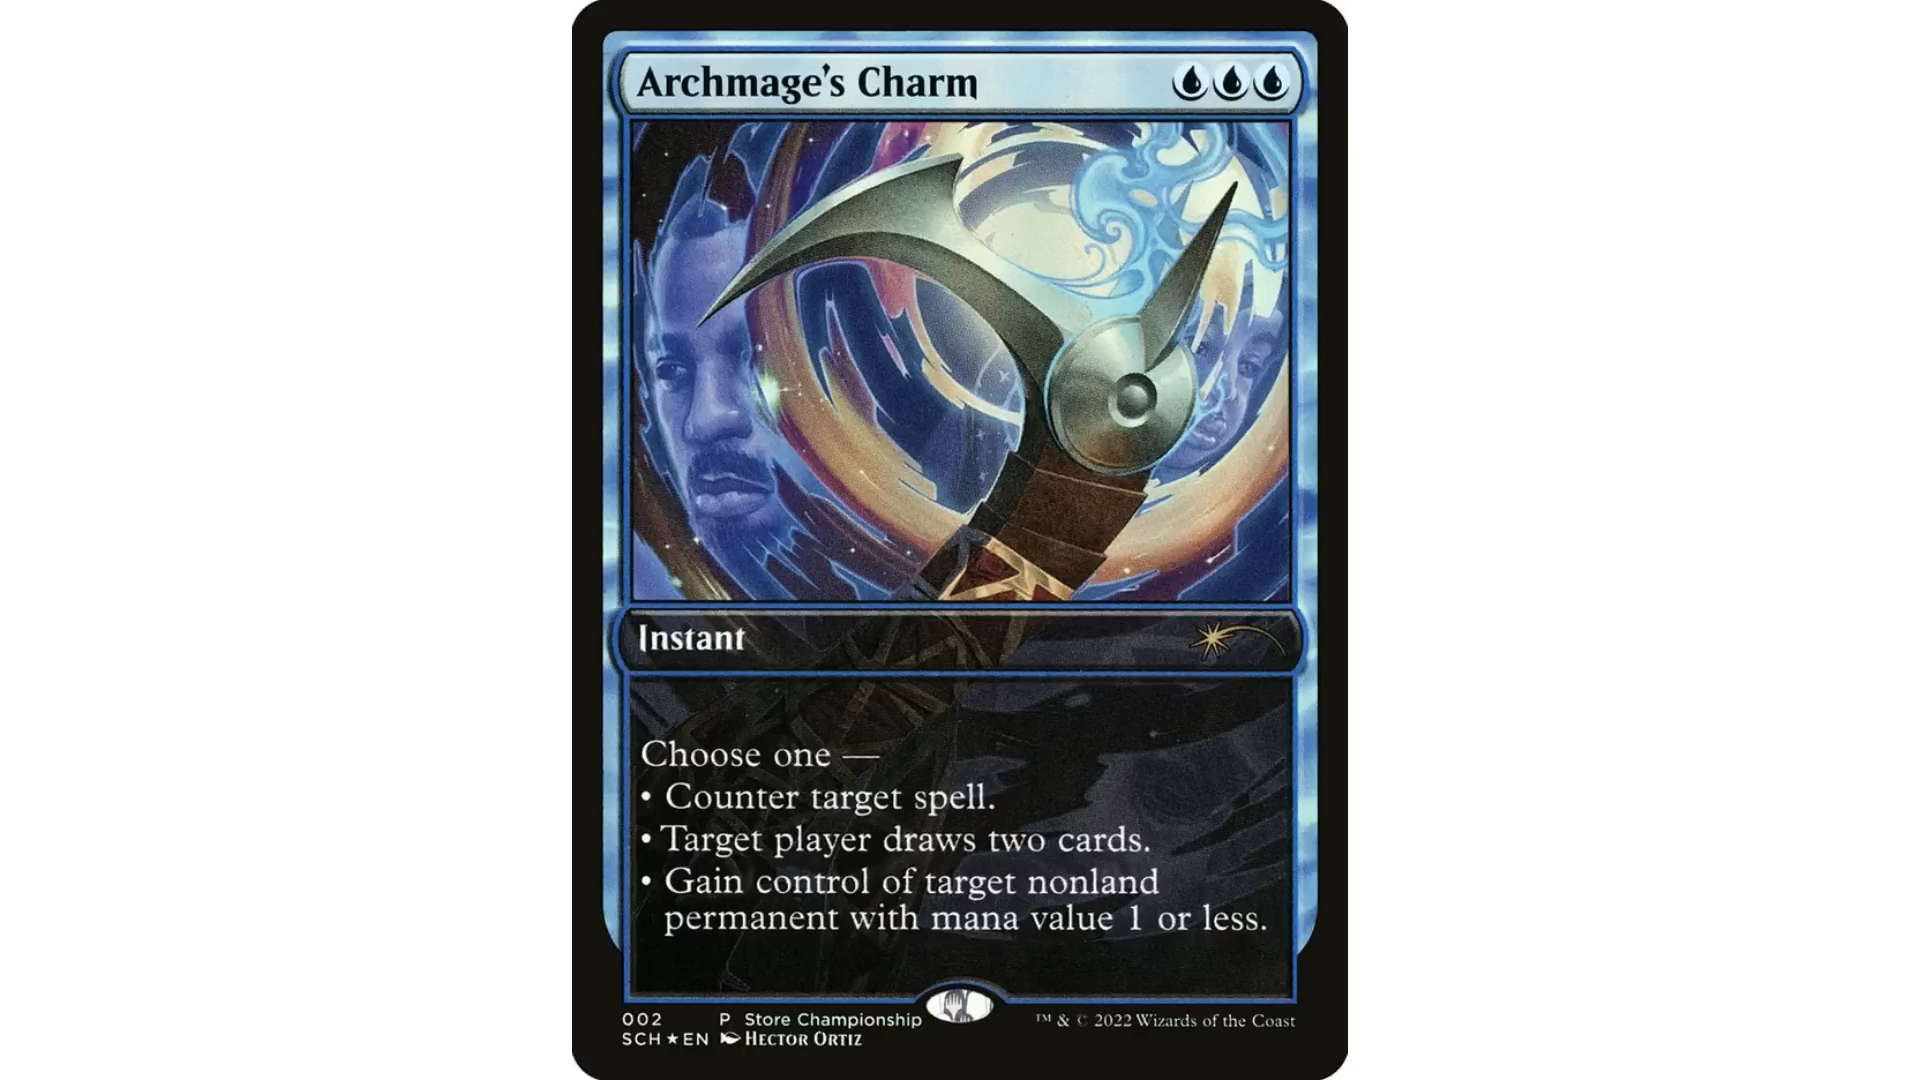 Archmage's Charm
Instant
Choose one —
• Counter target spell.
• Target player draws two cards.
• Gain control of target nonland
permanent with mana value 1 or less.
002 P Store Championship
SCH★EN HECTOR ORTIZ
™ & © 2022 Wizards of the Coast